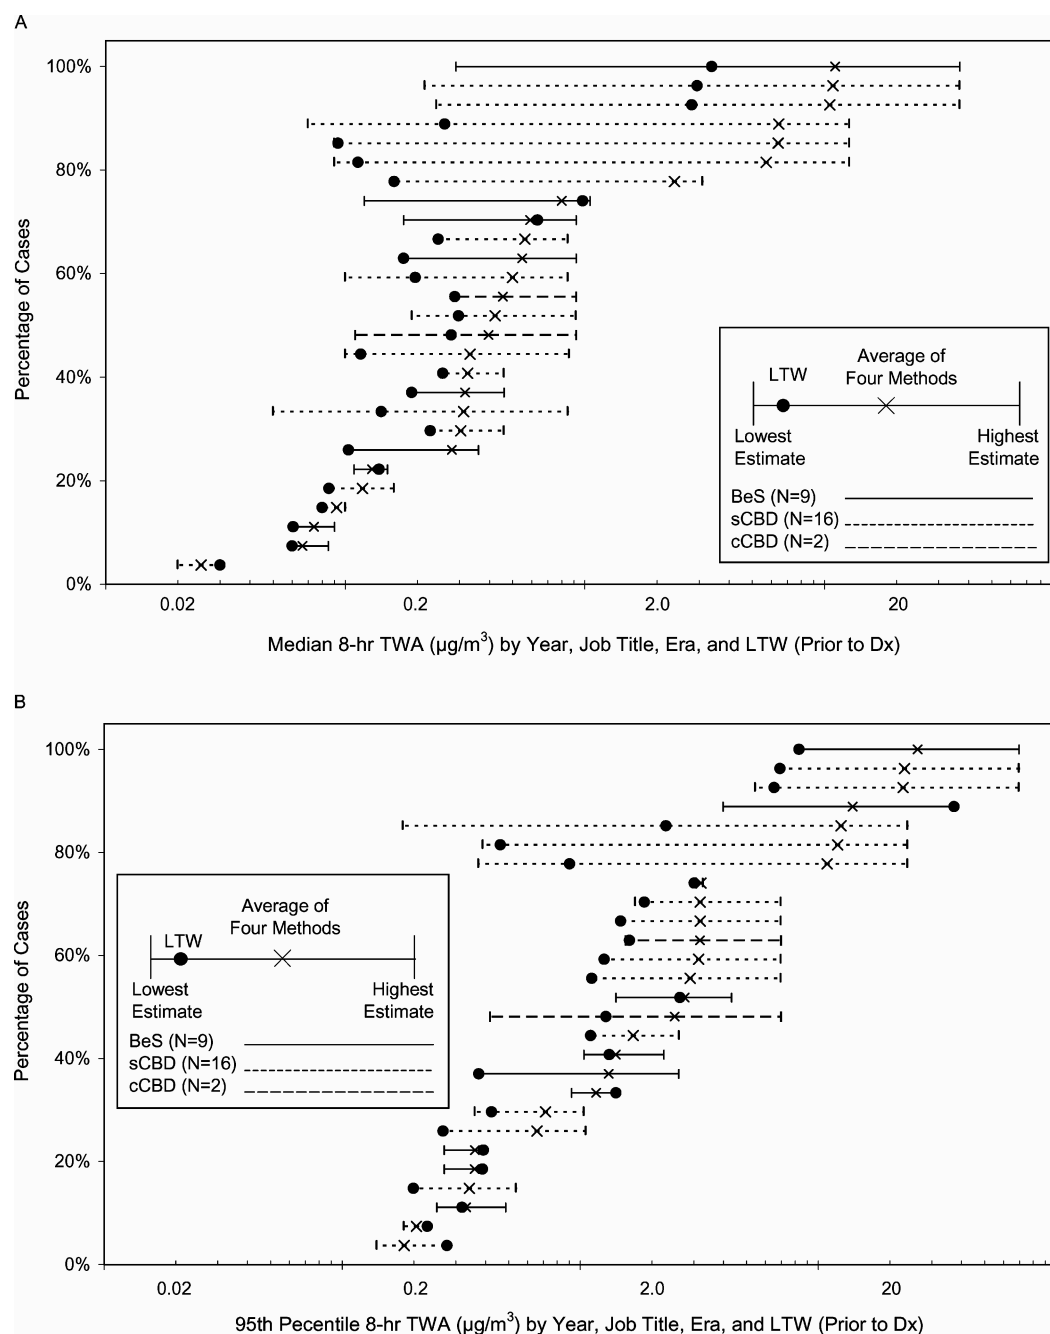 A
100%
80%
60%
40%
20%
0%
Percentage of Cases
LTW
Average of
Four Methods
Lowest
Estimate
Highest
Estimate
BeS (N=9)
sCBD (N=16)
cCBD (N=2)
0.02
0.2
2.0
20
Median 8-hr TWA (µg/m³) by Year, Job Title, Era, and LTW (Prior to Dx)
B
100%
80%
60%
40%
20%
0%
Percentage of Cases
Average of
Four Methods
LTW
Lowest
Estimate
Highest
Estimate
BeS (N=9)
sCBD (N=16)
cCBD (N=2)
0.02
0.2
2.0
20
95th Pecentile 8-hr TWA (µg/m³) by Year, Job Title, Era, and LTW (Prior to Dx)